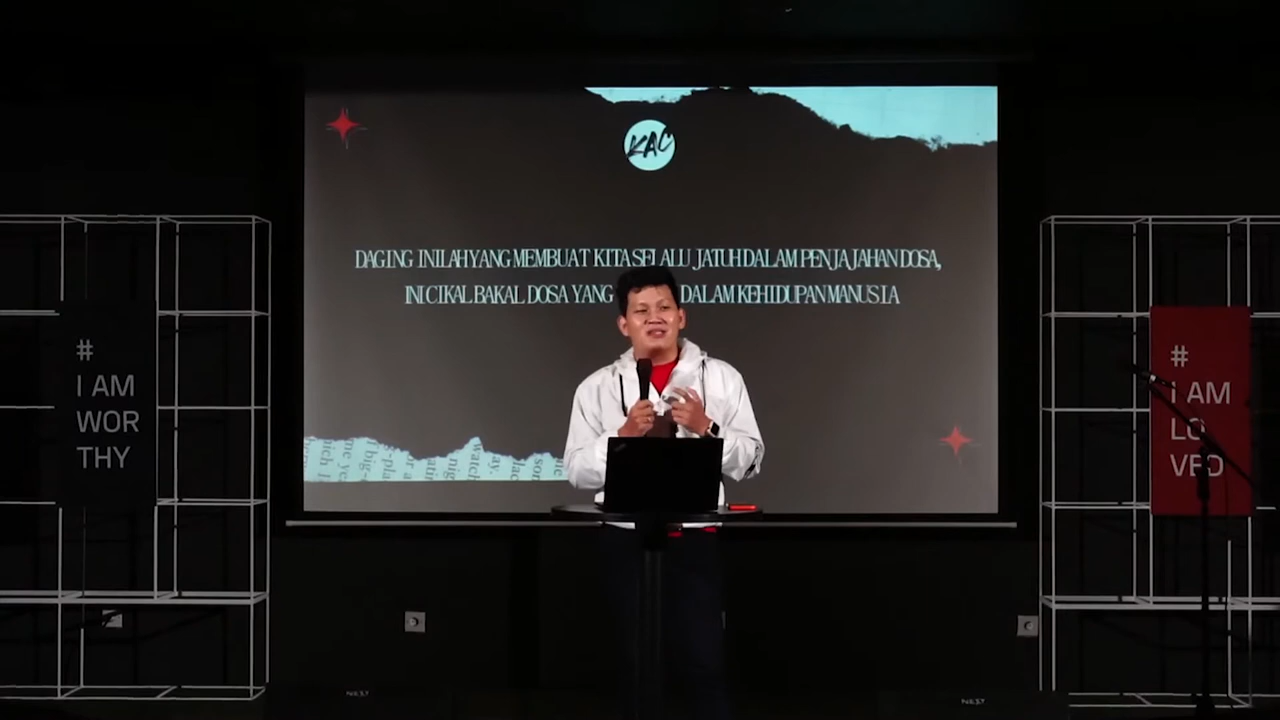 KAC
DAGING INILAH YANG MEMBUAT KITA SELALU JATUH DALAM PENJAJAHAN DOSA,
INI CIKAL BAKAL DOSA YANG DALAM KEHIDUPAN MANUSIA
#
I AM
WOR
THY
#
I AM
LO
VED